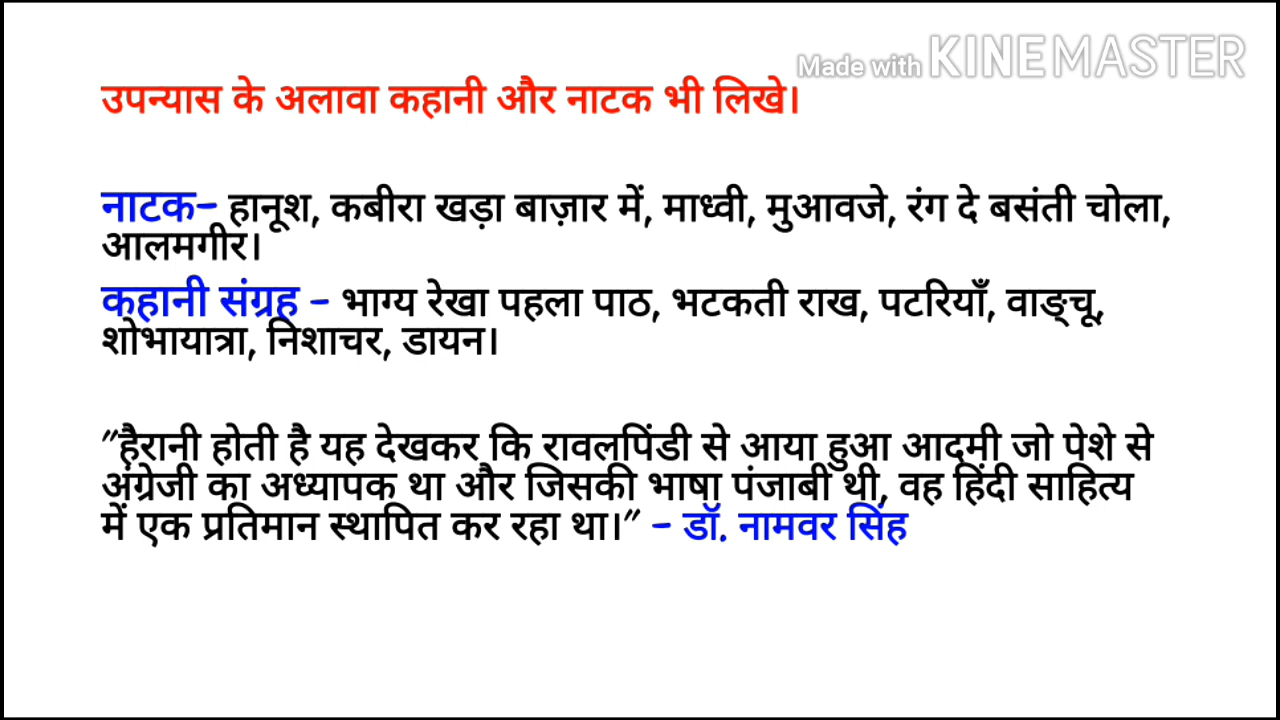 Made with KINEMASTER
उपन्यास के अलावा कहानी और नाटक भी लिखे।
नाटक– हानूश, कबीरा खड़ा बाज़ार में, माध्वी, मुआवजे, रंग दे बसंती चोला,
आलमगीर।
कहानी संग्रह – भाग्य रेखा पहला पाठ, भटकती राख, पटरियाँ, वाङ्चू,
शोभायात्रा, निशाचर, डायन।
"हैरानी होती है यह देखकर कि रावलपिंडी से आया हुआ आदमी जो पेशे से
अंग्रेजी का अध्यापक था और जिसकी भाषा पंजाबी थी, वह हिंदी साहित्य
में एक प्रतिमान स्थापित कर रहा था।" – डॉ. नामवर सिंह